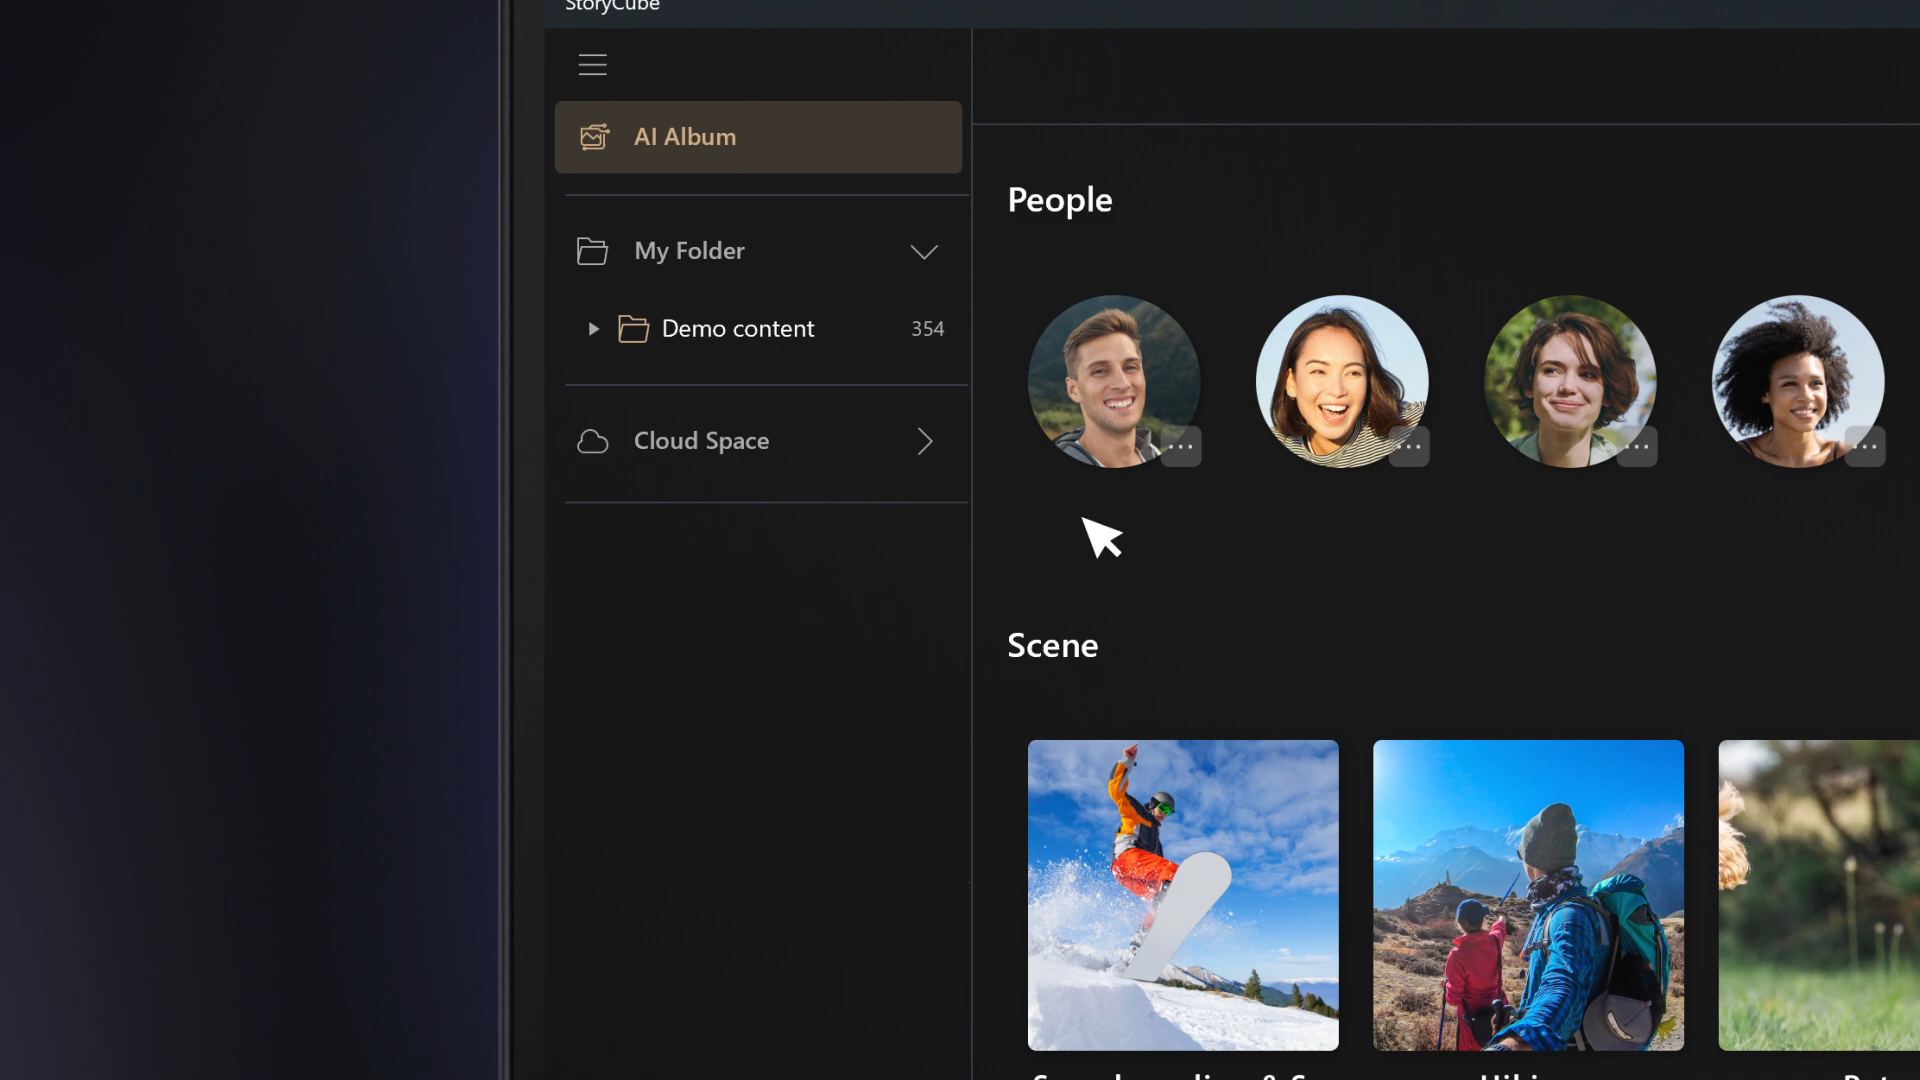 StoryCube
AI Album
My Folder
Demo content 354
Cloud Space
People
Scene